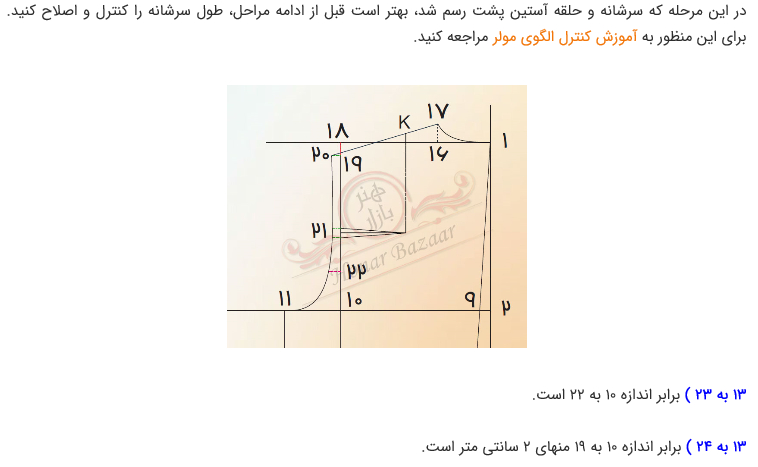 در این مرحله که سرشانه و حلقه آستین پشت رسم شد، بهتر است قبل از ادامه مراحل، طول سرشانه را کنترل و اصلاح کنید.
برای این منظور به آموزش کنترل الگوی مولر مراجعه کنید.
۱۷
K
۱۸
۱
۲۰
۱۹
۱۶
هنر
بازار
۲۱
Honar Bazaar
۲۲
۱۱
۱۰
۹
۲
۱۳ به ۲۳ ) برابر اندازه ۱۰ به ۲۲ است.
۱۳ به ۲۴ ) برابر اندازه ۱۰ به ۱۹ منهای ۲ سانتی متر است.